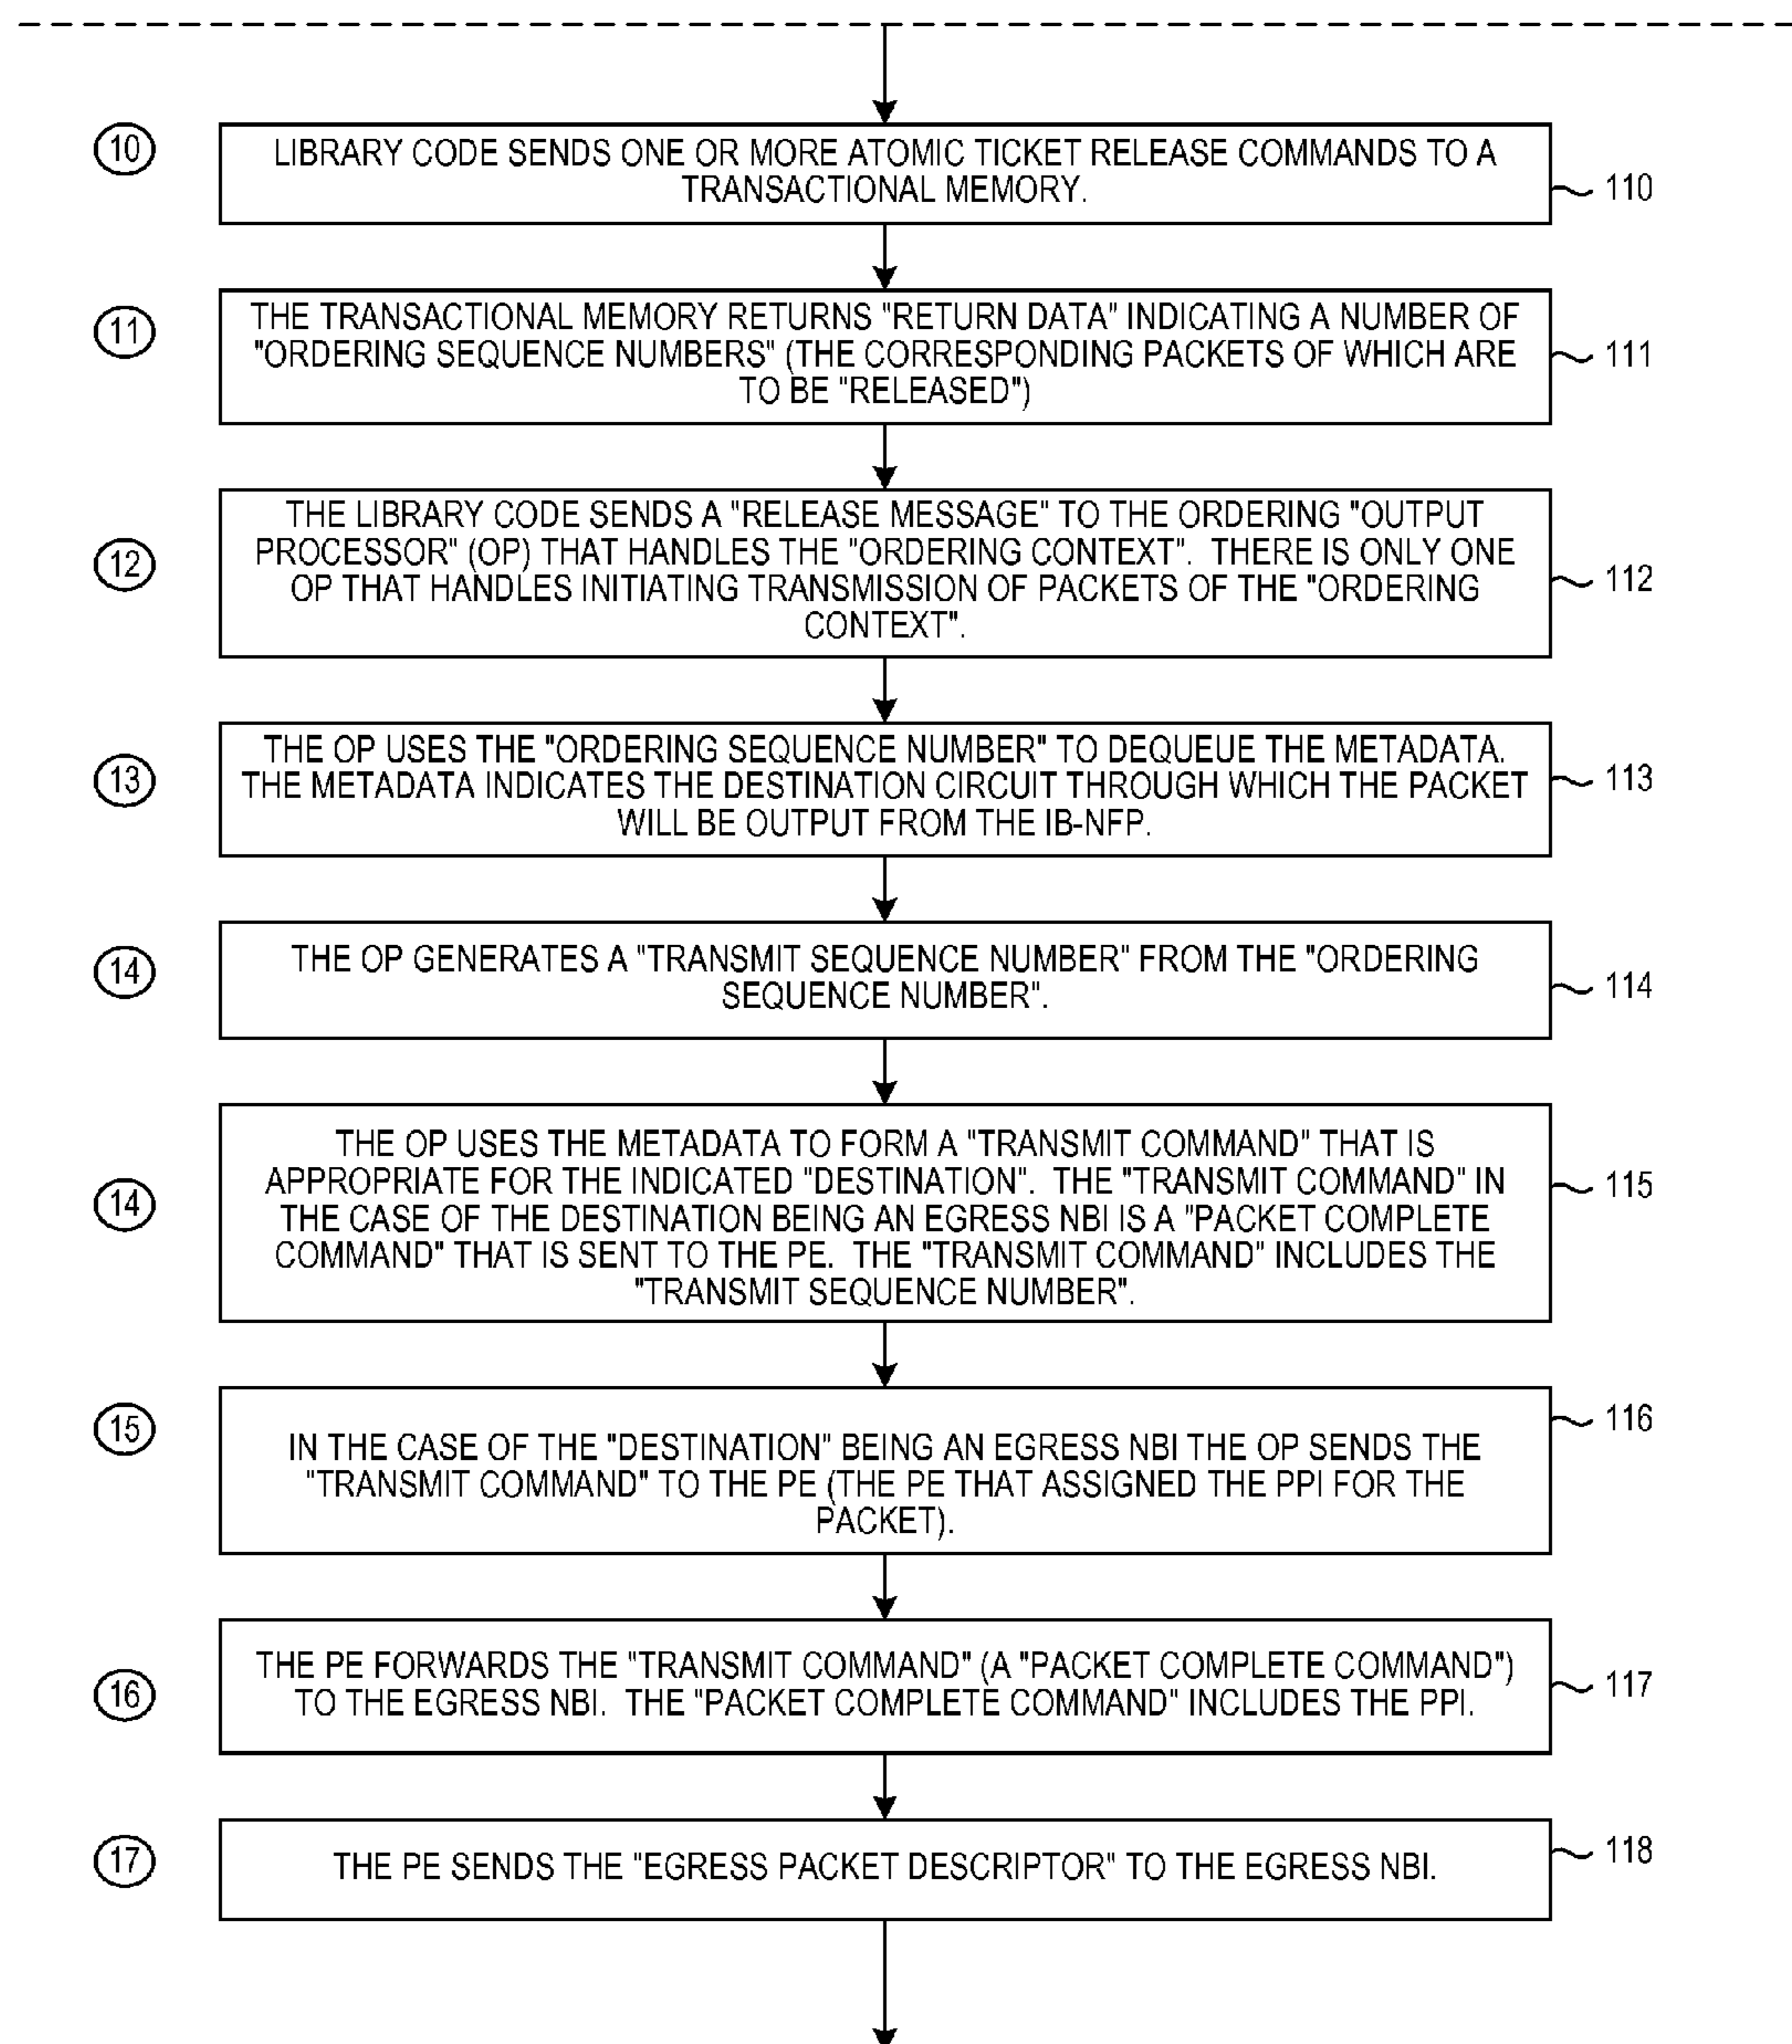 10
LIBRARY CODE SENDS ONE OR MORE ATOMIC TICKET RELEASE COMMANDS TO A
TRANSACTIONAL MEMORY.
110
11
THE TRANSACTIONAL MEMORY RETURNS "RETURN DATA" INDICATING A NUMBER OF
"ORDERING SEQUENCE NUMBERS" (THE CORRESPONDING PACKETS OF WHICH ARE
TO BE "RELEASED")
111
12
THE LIBRARY CODE SENDS A "RELEASE MESSAGE" TO THE ORDERING "OUTPUT
PROCESSOR" (OP) THAT HANDLES THE "ORDERING CONTEXT". THERE IS ONLY ONE
OP THAT HANDLES INITIATING TRANSMISSION OF PACKETS OF THE "ORDERING
CONTEXT".
112
13
THE OP USES THE "ORDERING SEQUENCE NUMBER" TO DEQUEUE THE METADATA.
THE METADATA INDICATES THE DESTINATION CIRCUIT THROUGH WHICH THE PACKET
WILL BE OUTPUT FROM THE IB-NFP.
113
14
THE OP GENERATES A "TRANSMIT SEQUENCE NUMBER" FROM THE "ORDERING
SEQUENCE NUMBER".
114
14
THE OP USES THE METADATA TO FORM A "TRANSMIT COMMAND" THAT IS
APPROPRIATE FOR THE INDICATED "DESTINATION". THE "TRANSMIT COMMAND" IN
THE CASE OF THE DESTINATION BEING AN EGRESS NBI IS A "PACKET COMPLETE
COMMAND" THAT IS SENT TO THE PE. THE "TRANSMIT COMMAND" INCLUDES THE
"TRANSMIT SEQUENCE NUMBER".
115
15
IN THE CASE OF THE "DESTINATION" BEING AN EGRESS NBI THE OP SENDS THE
"TRANSMIT COMMAND" TO THE PE (THE PE THAT ASSIGNED THE PPI FOR THE
PACKET).
116
16
THE PE FORWARDS THE "TRANSMIT COMMAND" (A "PACKET COMPLETE COMMAND")
TO THE EGRESS NBI. THE "PACKET COMPLETE COMMAND" INCLUDES THE PPI.
117
17
THE PE SENDS THE "EGRESS PACKET DESCRIPTOR" TO THE EGRESS NBI.
118